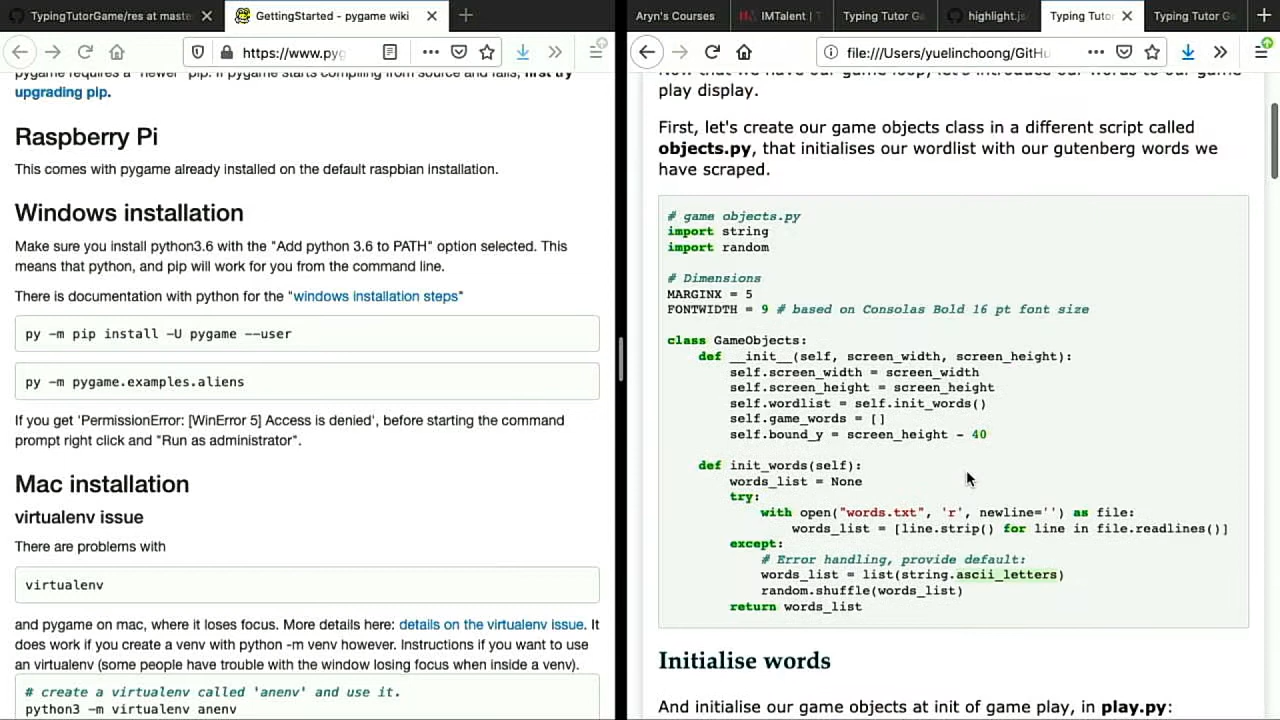 TypingTutorGame/res at maste
GettingStarted - pygame wiki
https://www.pyg
pygame requires a "newer" pip. If pygame starts compiling from source and fails, first try
upgrading pip.
Raspberry Pi
This comes with pygame already installed on the default raspbian installation.
Windows installation
Make sure you install python3.6 with the "Add python 3.6 to PATH" option selected. This
means that python, and pip will work for you from the command line.
There is documentation with python for the "windows installation steps"
py -m pip install -U pygame --user
py -m pygame.examples.aliens
If you get 'PermissionError: [WinError 5] Access is denied', before starting the command
prompt right click and "Run as administrator".
Mac installation
virtualenv issue
There are problems with
virtualenv
and pygame on mac, where it loses focus. More details here: details on the virtualenv issue. It
does work if you create a venv with python -m venv however. Instructions if you want to use
an virtualenv (some people have trouble with the window losing focus when inside a venv).
# create a virtualenv called 'anenv' and use it.
python3 -m virtualenv anenv
Aryn's Courses
IMTalent | T
Typing Tutor Ga
highlight.js/
Typing Tutor
Typing Tutor Ga
file:///Users/yuelinchoong/GitHu
Now that we have our game loop, let's introduce our words to our game
play display.
First, let's create our game objects class in a different script called
objects.py, that initialises our wordlist with our gutenberg words we
have scraped.
# game objects.py
import string
import random
# Dimensions
MARGINX = 5
FONTWIDTH = 9 # based on Consolas Bold 16 pt font size
class GameObjects:
def __init__(self, screen_width, screen_height):
self.screen_width = screen_width
self.screen_height = screen_height
self.wordlist = self.init_words()
self.game_words = []
self.bound_y = screen_height - 40
def init_words(self):
words_list = None
try:
with open("words.txt", 'r', newline='') as file:
words_list = [line.strip() for line in file.readlines()]
except:
# Error handling, provide default:
words_list = list(string.ascii_letters)
random.shuffle(words_list)
return words_list
Initialise words
And initialise our game objects at init of game play, in play.py: